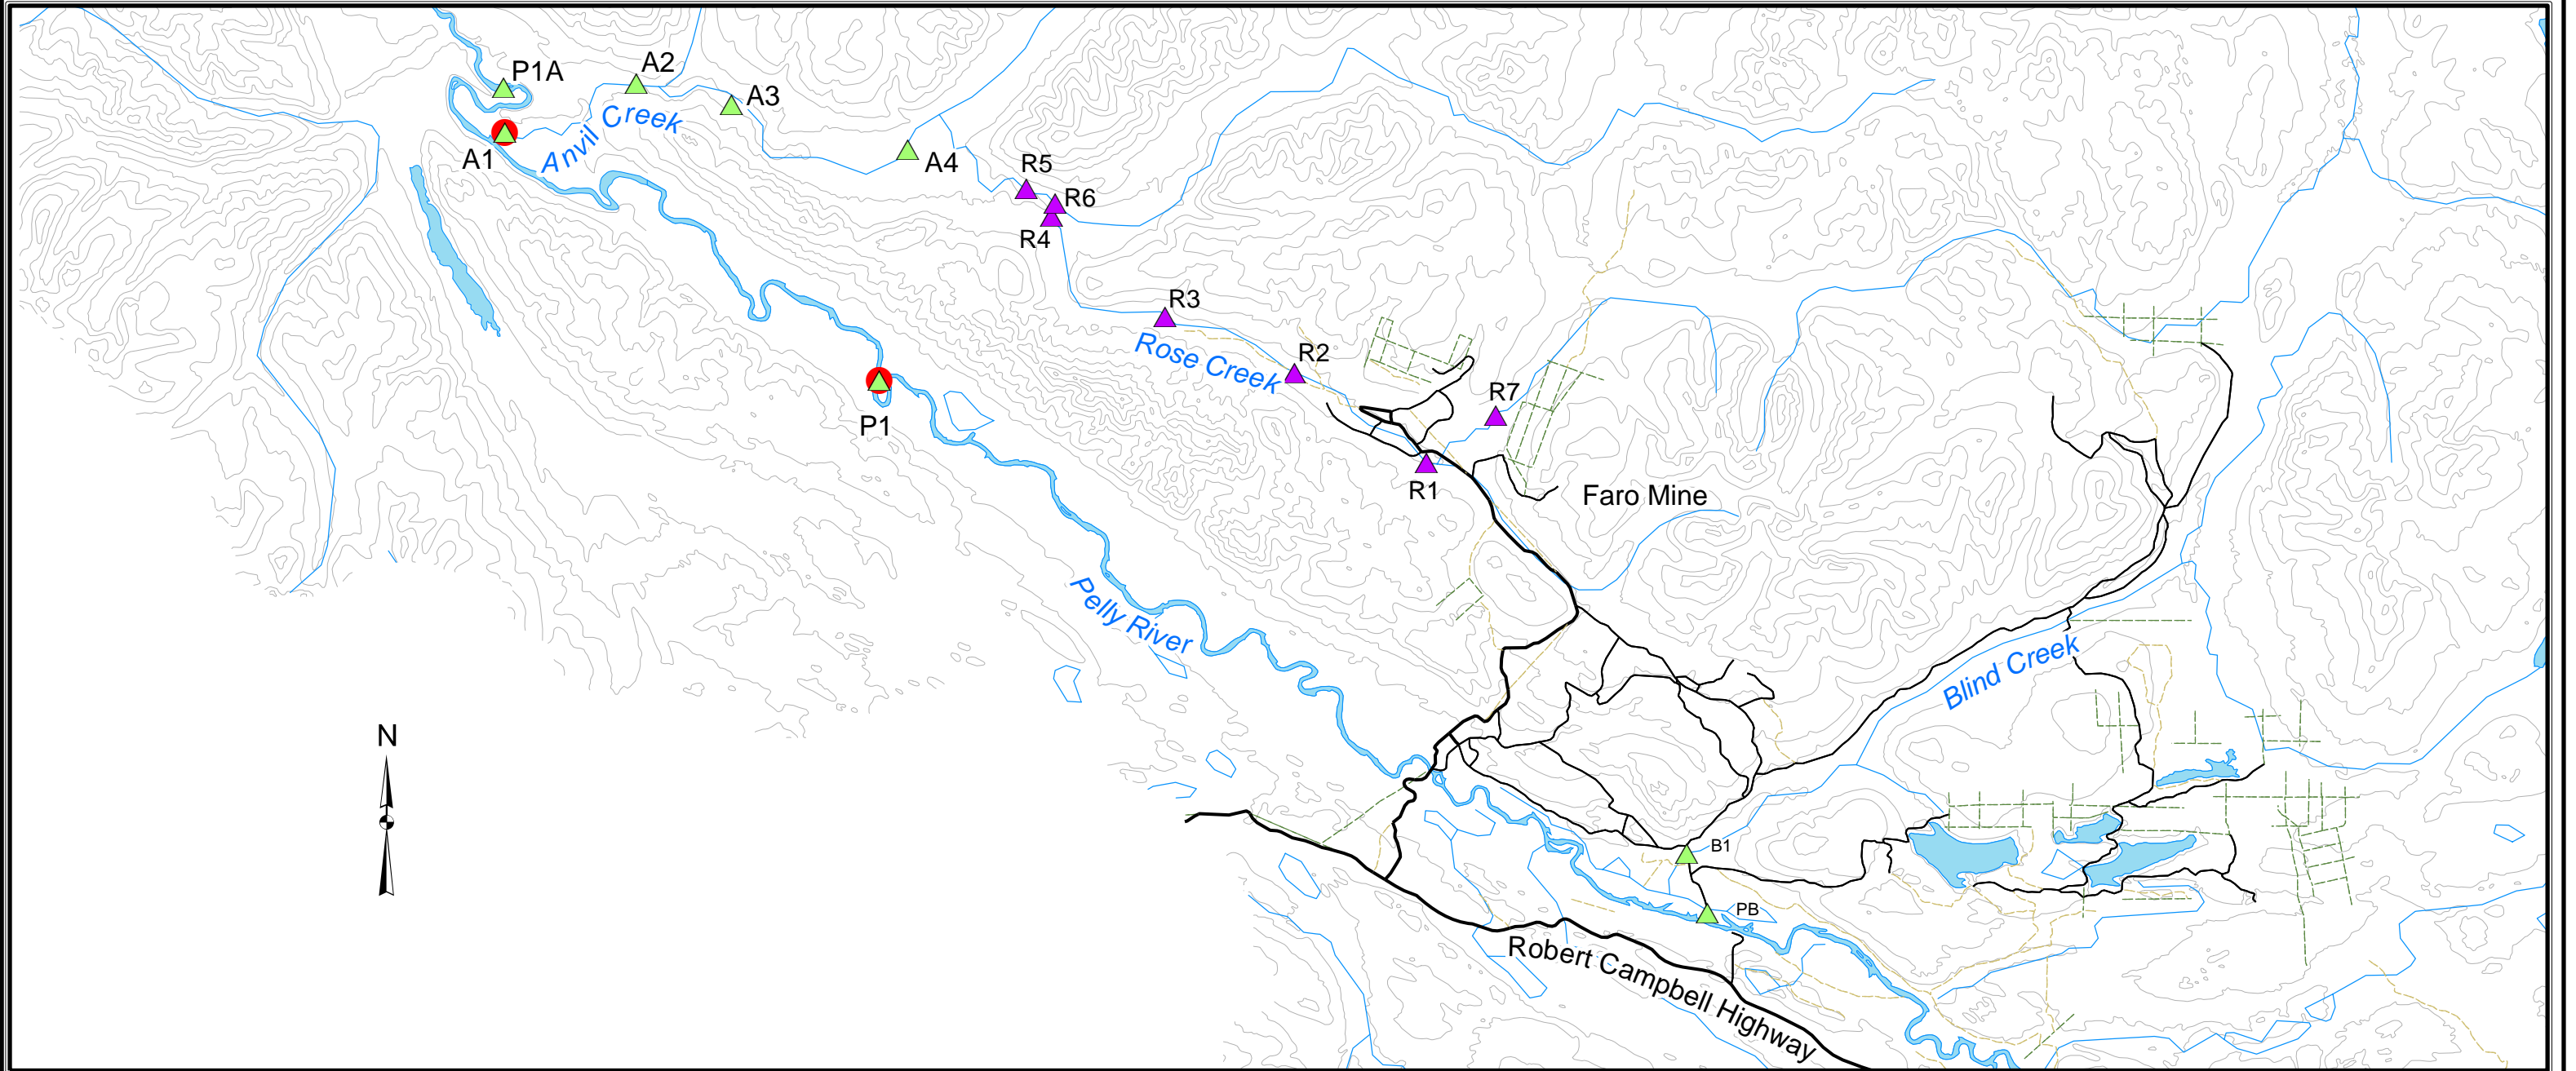 P1A
A2
A3
A1
Anvil Creek
A4
R5
R6
R4
R3
Rose Creek
R2
R7
P1
R1
Faro Mine
Pelly River
Blind Creek
N
B1
PB
Robert Campbell Highway